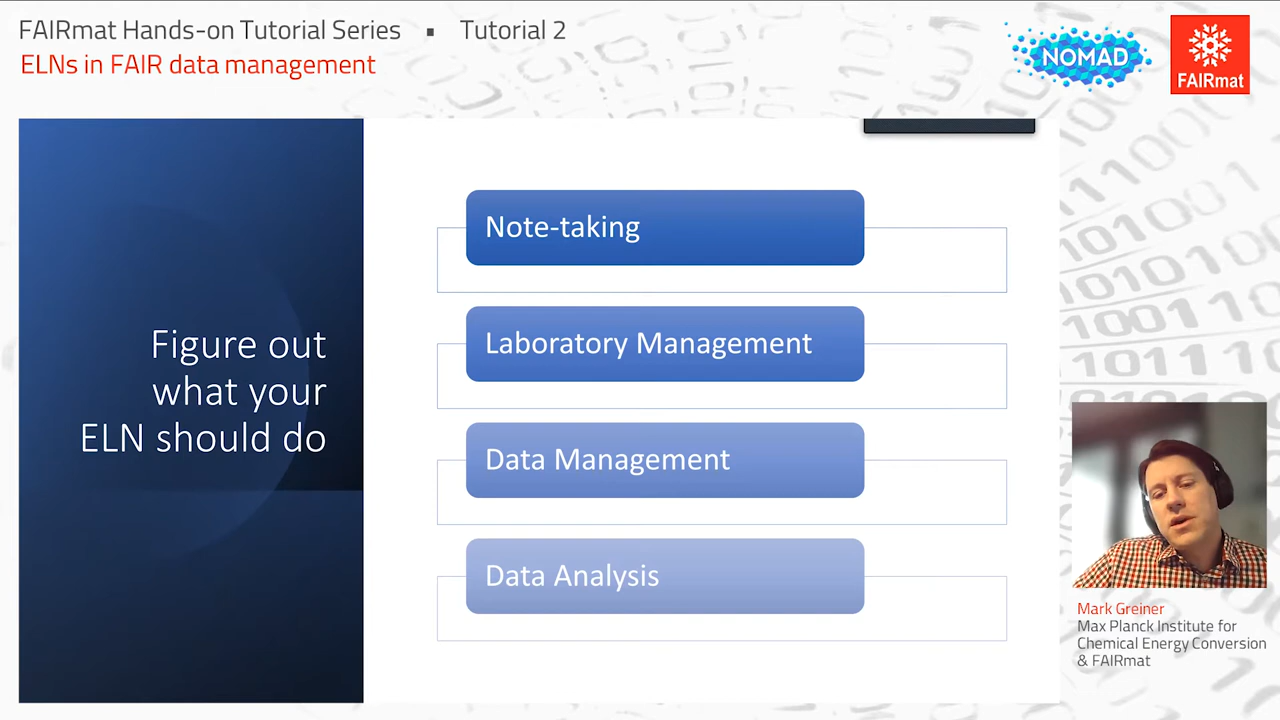 FAIRmat Hands-on Tutorial Series ▪ Tutorial 2
ELNs in FAIR data management
NOMAD
FAIRmat
Figure out
what your
ELN should do
Note-taking
Laboratory Management
Data Management
Data Analysis
Mark Greiner
Max Planck Institute for
Chemical Energy Conversion
& FAIRmat